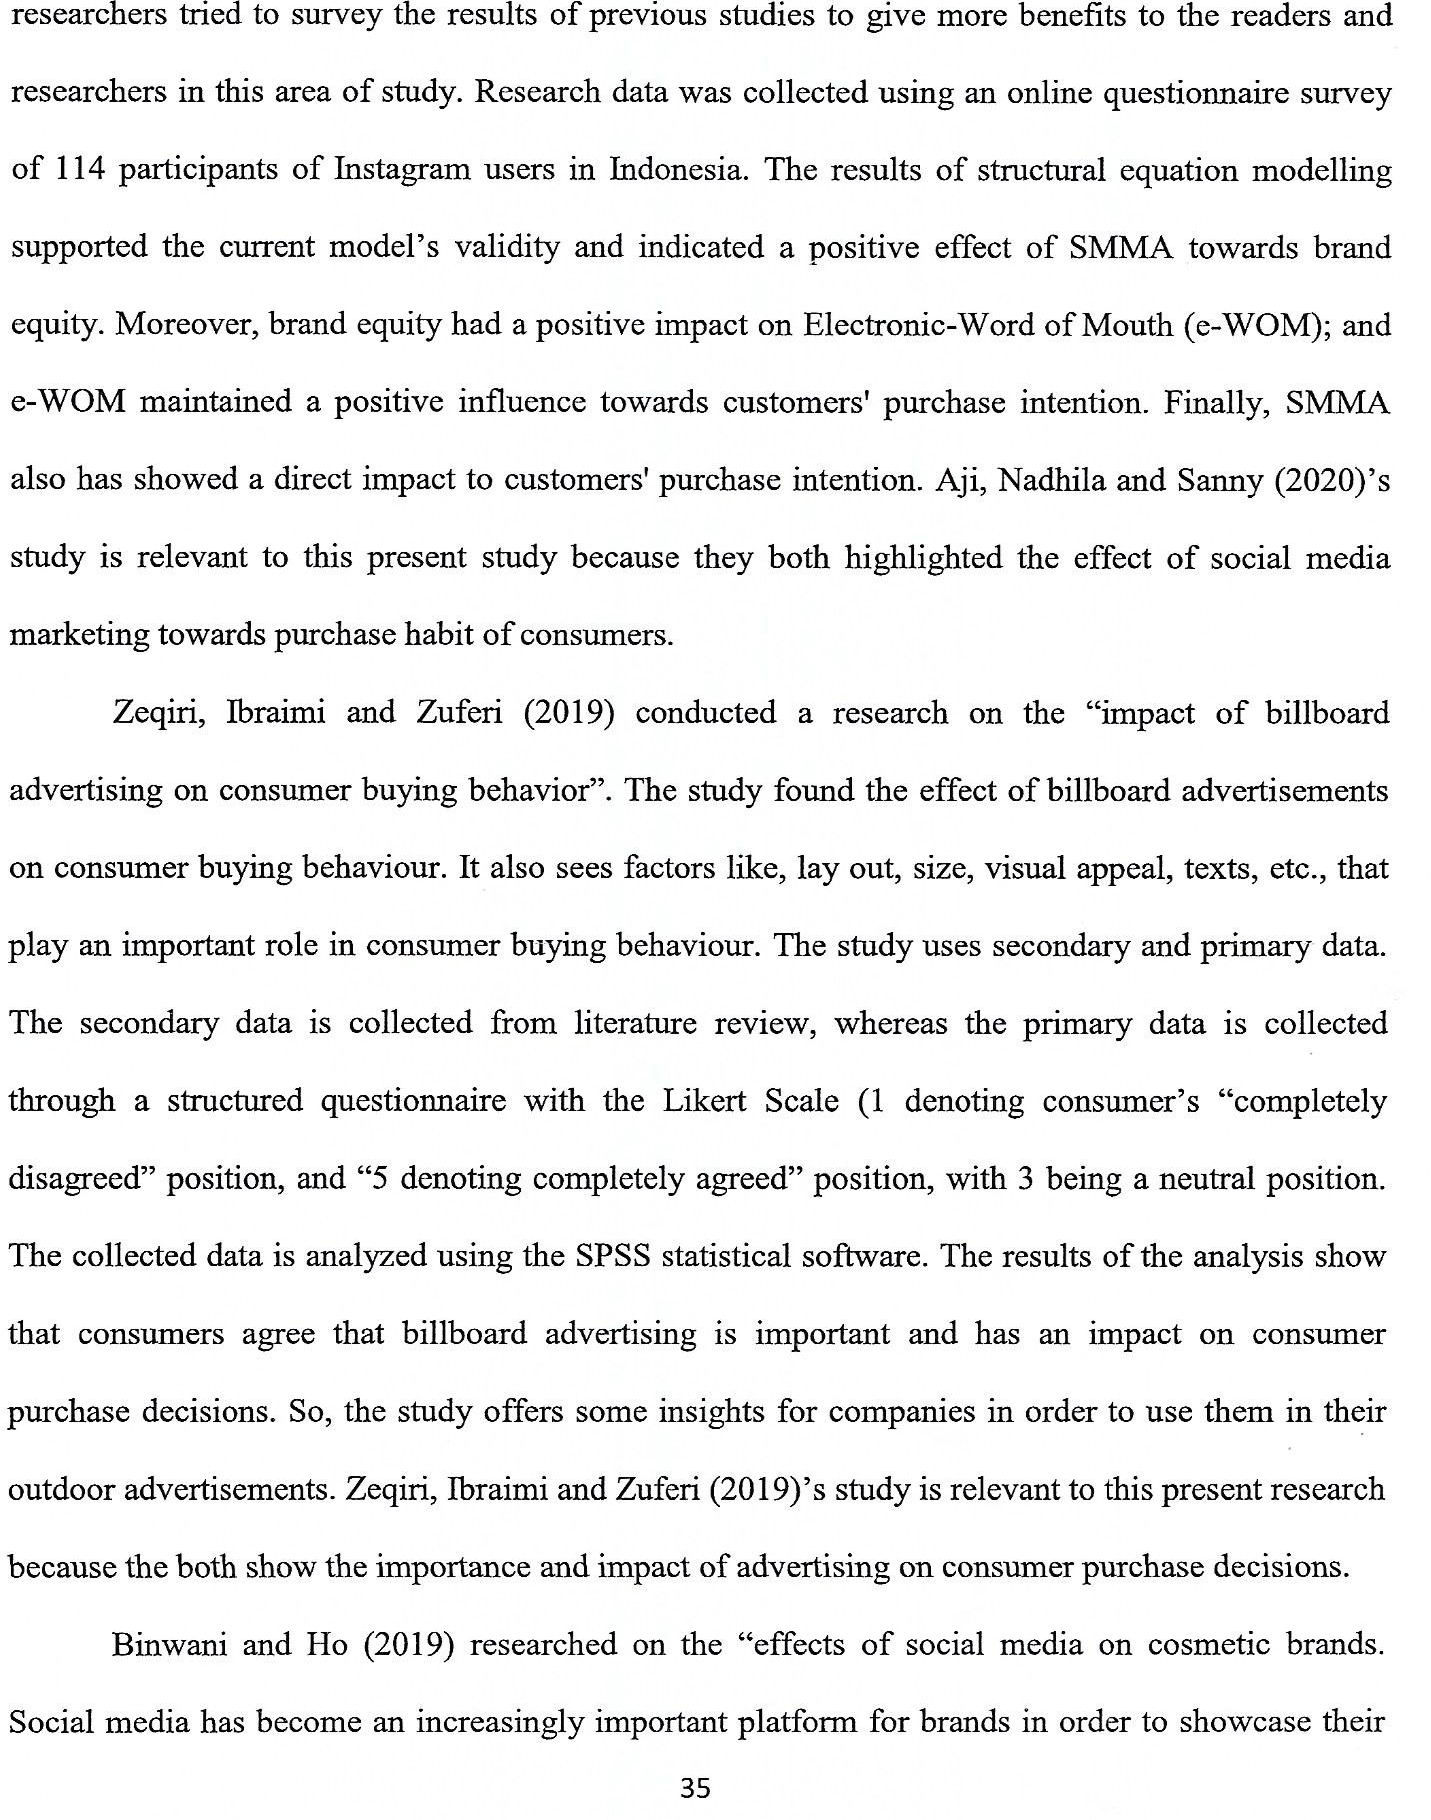 researchers tried to survey the results of previous studies to give more benefits to the readers and
researchers in this area of study. Research data was collected using an online questionnaire survey
of 114 participants of Instagram users in Indonesia. The results of structural equation modelling
supported the current model’s validity and indicated a positive effect of SMMA towards brand
equity. Moreover, brand equity had a positive impact on Electronic-Word of Mouth (e-WOM); and
e-WOM maintained a positive influence towards customers' purchase intention. Finally, SMMA
also has showed a direct impact to customers' purchase intention. Aji, Nadhila and Sanny (2020)’s
study is relevant to this present study because they both highlighted the effect of social media
marketing towards purchase habit of consumers.
Zeqiri, Ibraimi and Zuferi (2019) conducted a research on the “impact of billboard
advertising on consumer buying behavior”. The study found the effect of billboard advertisements
on consumer buying behaviour. It also sees factors like, lay out, size, visual appeal, texts, etc., that
play an important role in consumer buying behaviour. The study uses secondary and primary data.
The secondary data is collected from literature review, whereas the primary data is collected
through a structured questionnaire with the Likert Scale (1 denoting consumer’s “completely
disagreed” position, and “5 denoting completely agreed” position, with 3 being a neutral position.
The collected data is analyzed using the SPSS statistical software. The results of the analysis show
that consumers agree that billboard advertising is important and has an impact on consumer
purchase decisions. So, the study offers some insights for companies in order to use them in their
outdoor advertisements. Zeqiri, Ibraimi and Zuferi (2019)’s study is relevant to this present research
because the both show the importance and impact of advertising on consumer purchase decisions.
Binwani and Ho (2019) researched on the “effects of social media on cosmetic brands.
Social media has become an increasingly important platform for brands in order to showcase their
35